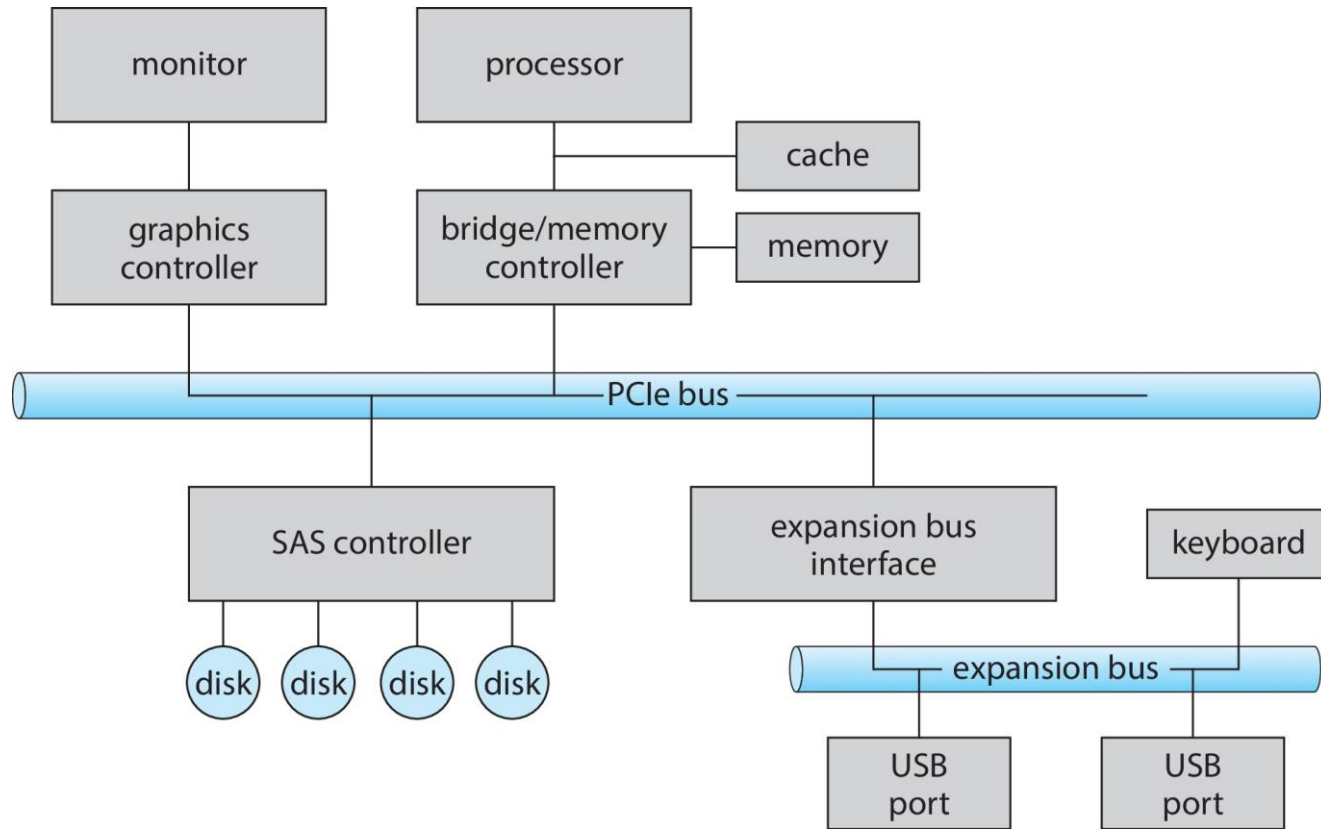 monitor
processor
cache
graphics
controller
bridge/memory
controller
memory
PCIe bus
SAS controller
expansion bus
interface
keyboard
disk
disk
disk
disk
expansion bus
USB
port
USB
port